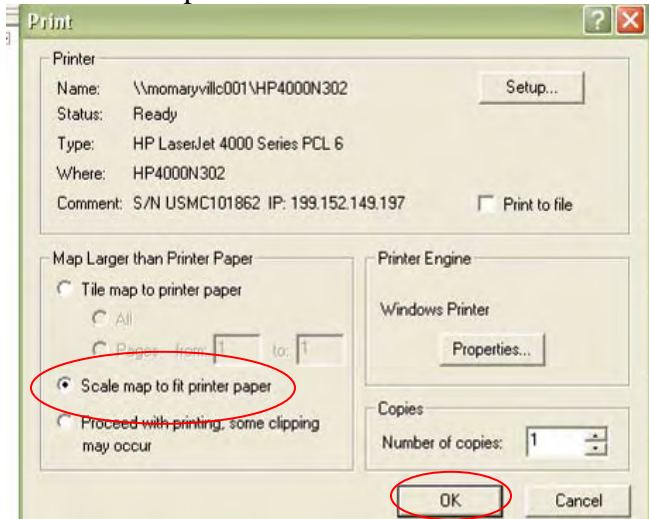 Print
Printer
Name: \\momaryvillc001\HP4000N302
Setup...
Status: Ready
Type: HP LaserJet 4000 Series PCL 6
Where: HP4000N302
Comment: S/N USMC101862 IP: 199.152.149.197
Print to file
Map Larger than Printer Paper
Tile map to printer paper
All
Pages from: 1 to: 1
Scale map to fit printer paper
Proceed with printing, some clipping
may occur
Printer Engine
Windows Printer
Properties...
Copies
Number of copies: 1
OK Cancel